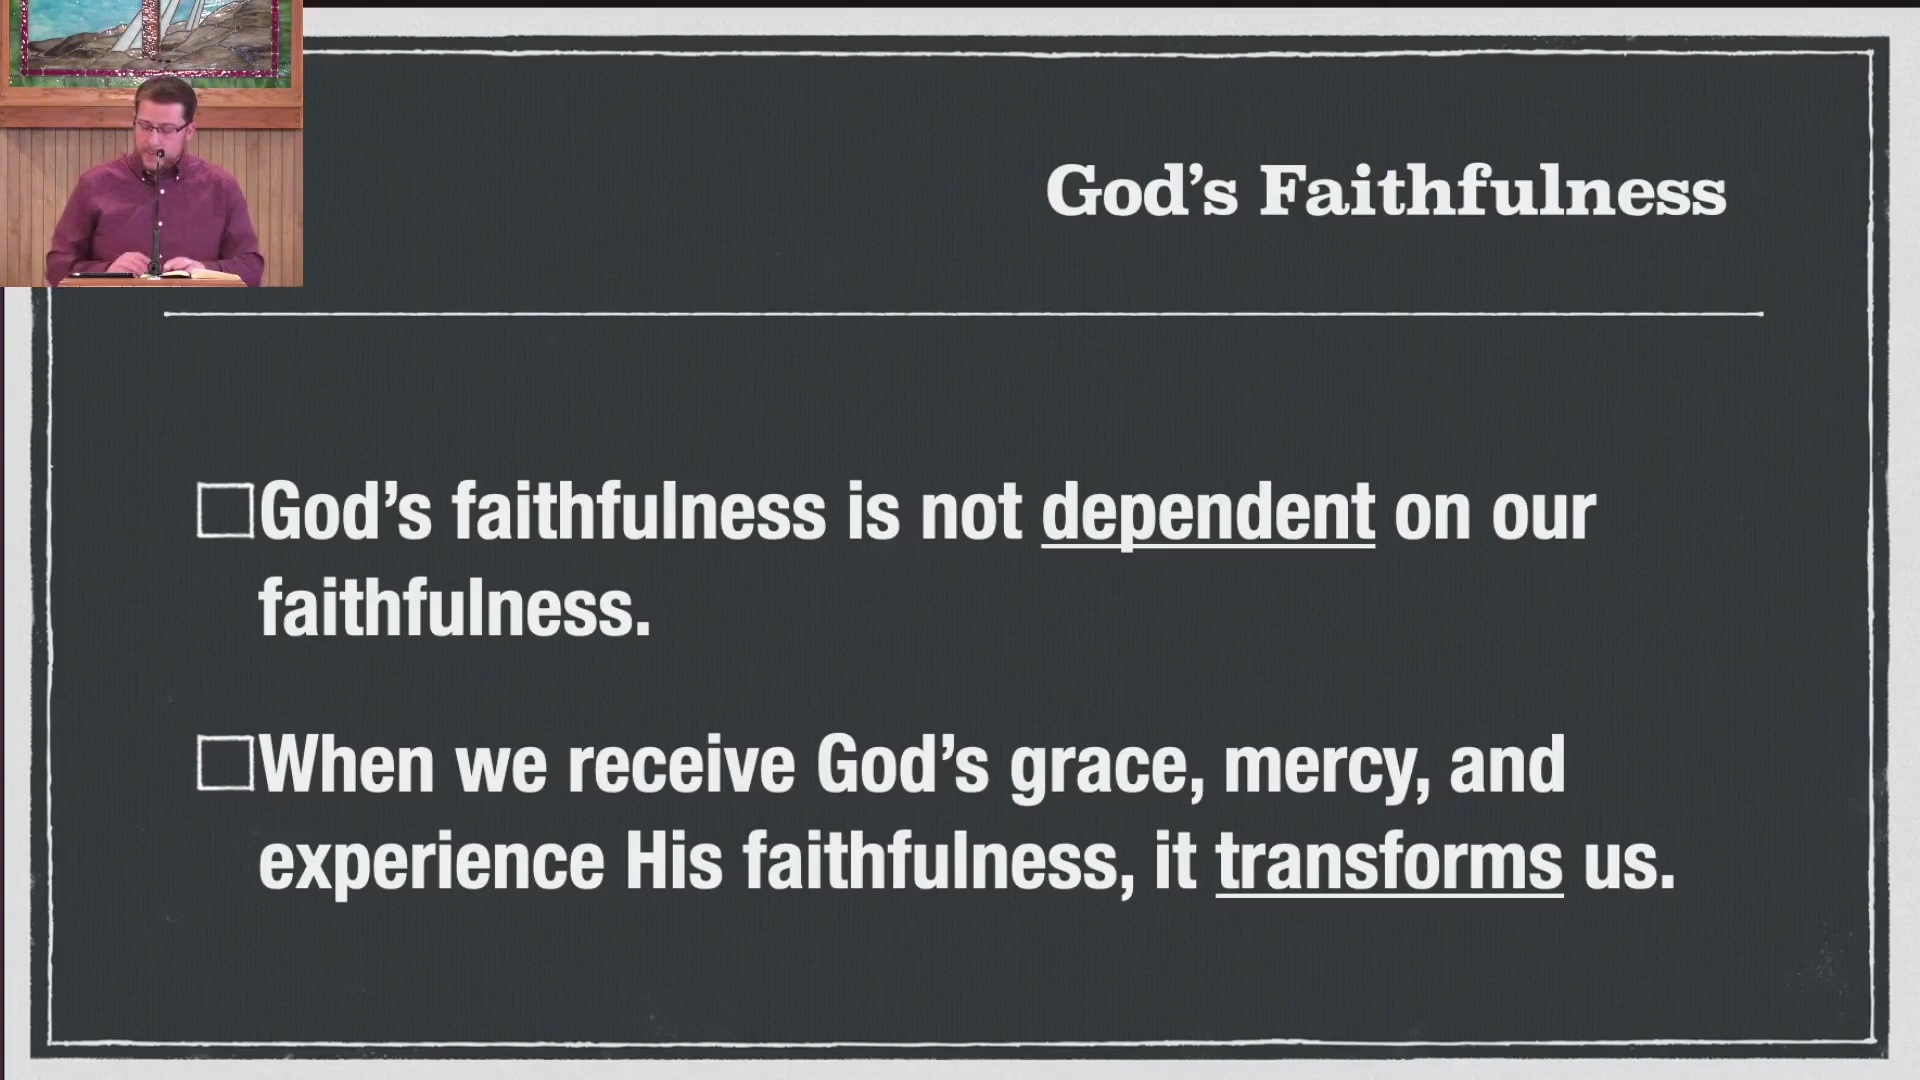 God’s Faithfulness
God’s faithfulness is not dependent on our
faithfulness.
When we receive God’s grace, mercy, and
experience His faithfulness, it transforms us.